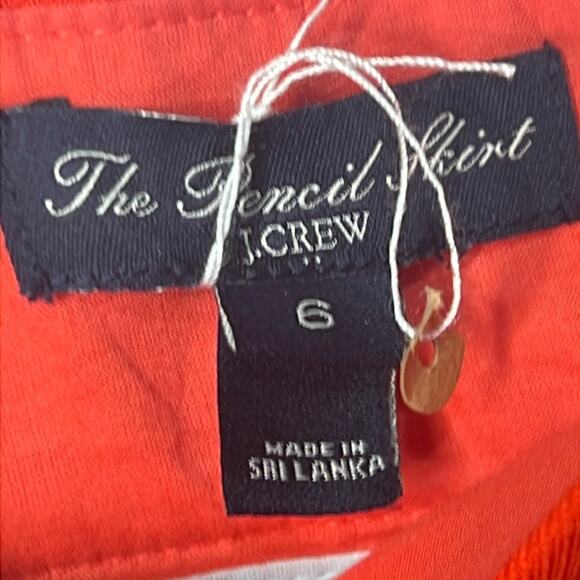 The Pencil Skirt
J.CREW
6
MADE IN
SRI LANKA